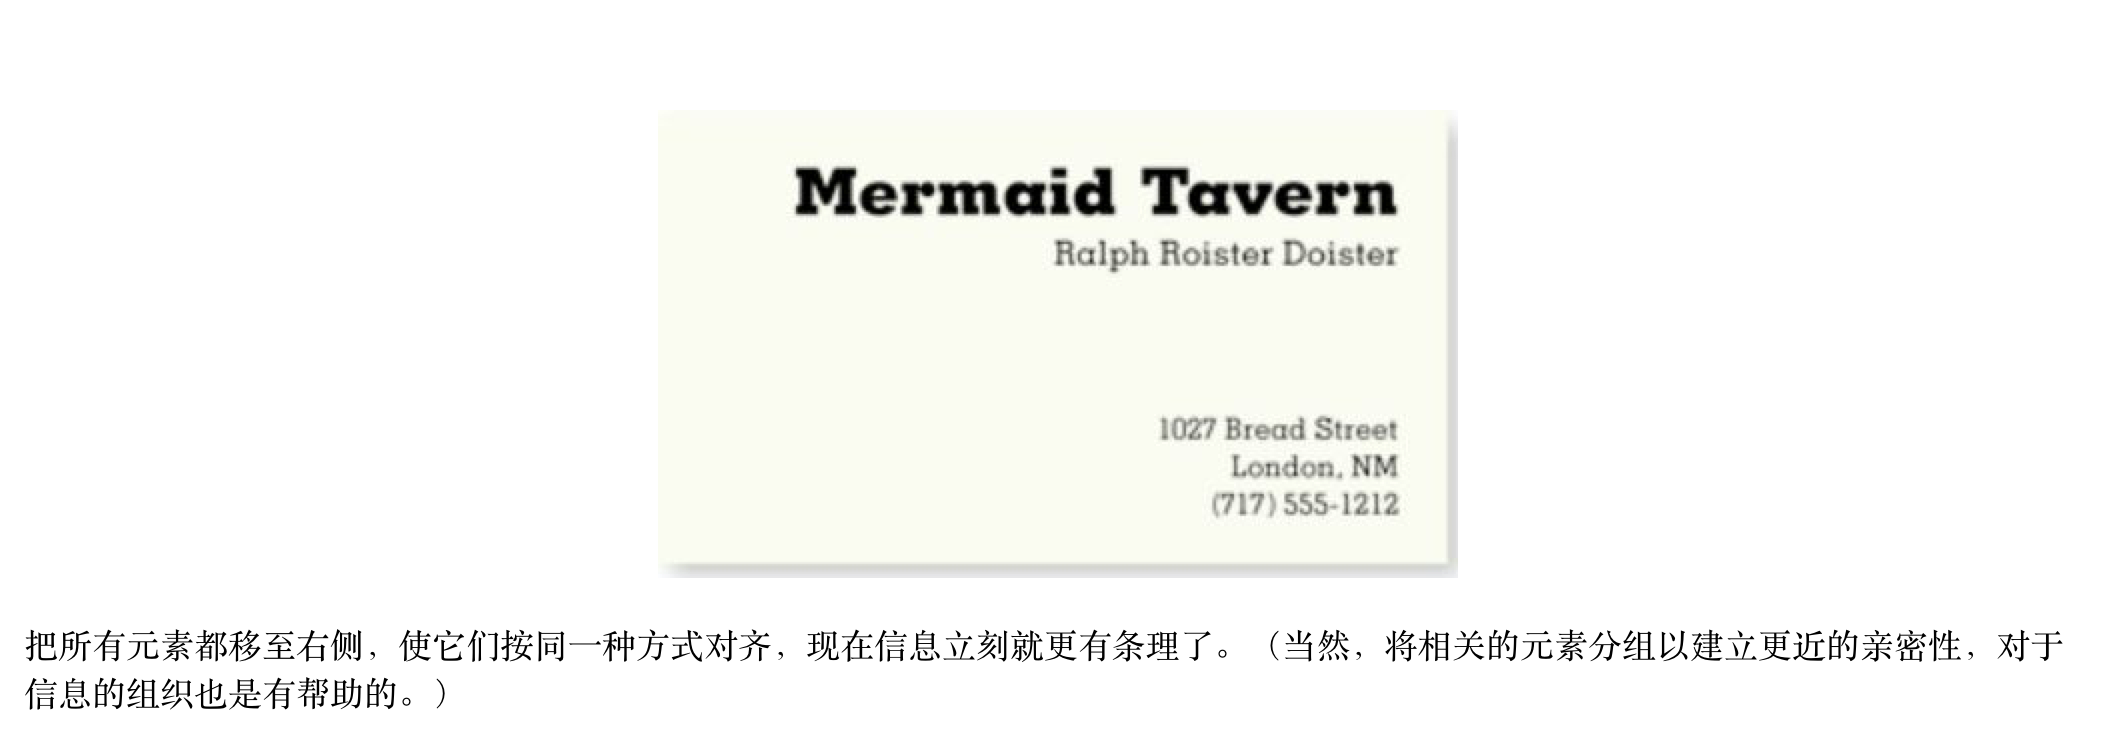 Mermaid Tavern
Ralph Roister Doister
1027 Bread Street
London, NM
(717) 555-1212
把所有元素都移至右侧，使它们按同一种方式对齐，现在信息立刻就更有条理了。（当然，将相关的元素分组以建立更近的亲密性，对于
信息的组织也是有帮助的。）